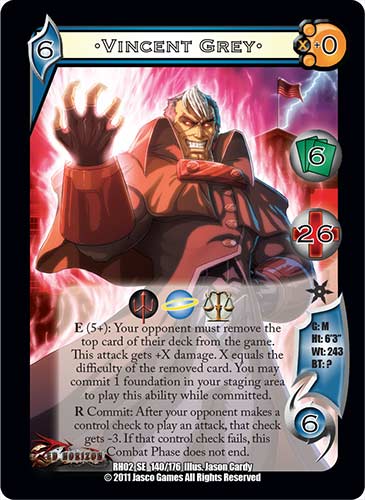 6
·VINCENT GREY·
X +0
6
26
E (5+): Your opponent must remove the
top card of their deck from the game.
This attack gets +X damage. X equals the
difficulty of the removed card. You may
commit 1 foundation in your staging area
to play this ability while committed.
R Commit: After your opponent makes a
control check to play an attack, that check
gets -3. If that control check fails, this
Combat Phase does not end.
G: M
Ht: 6'3"
Wt: 243
BT: ?
6
RED HORIZON
RH02 SE 140/176 Illus. Jason Cardy
© 2011 Jasco Games All Rights Reserved